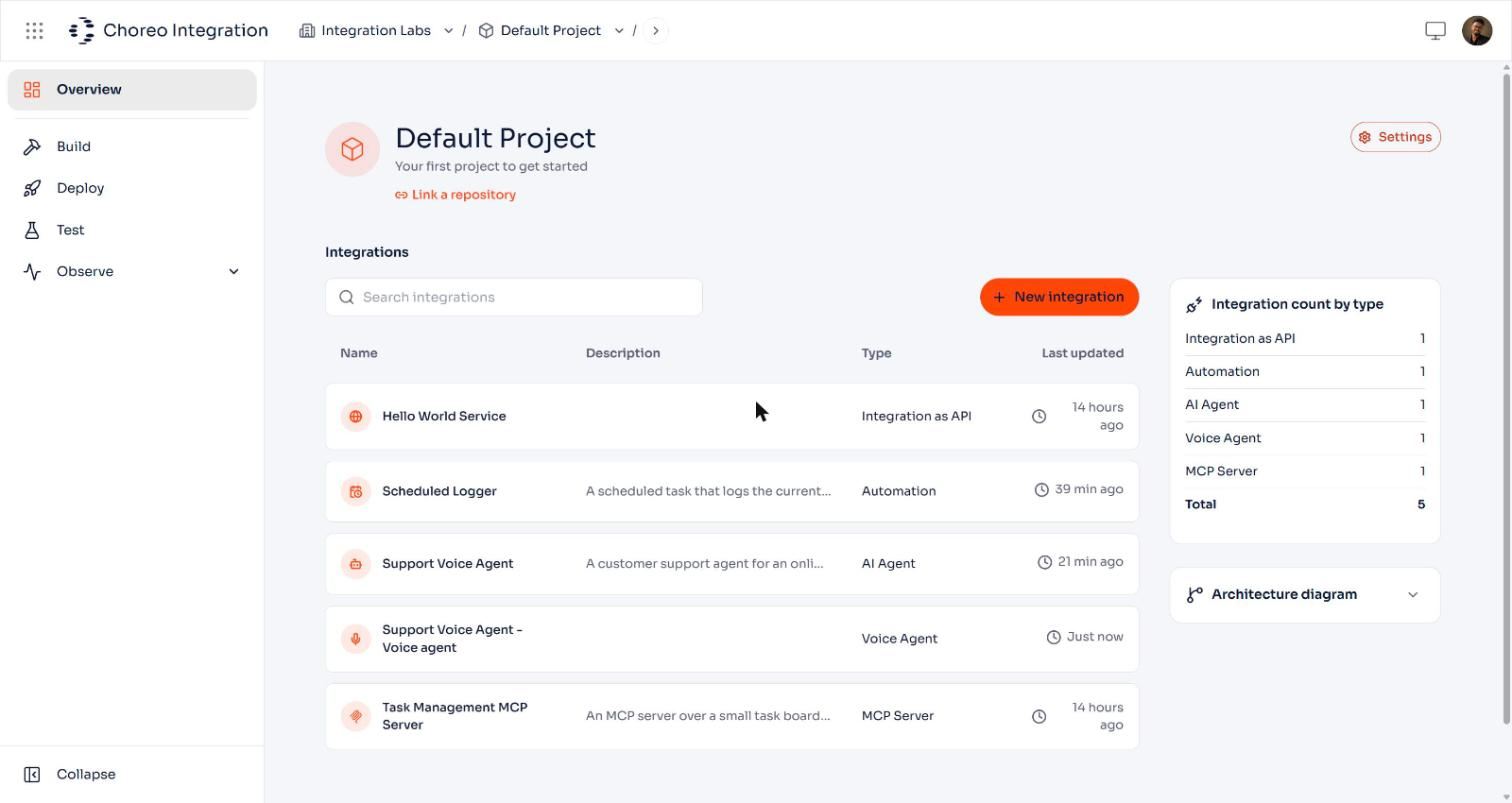 Choreo Integration
Integration Labs / Default Project /
Overview
Build
Deploy
Test
Observe
Collapse
Default Project
Your first project to get started
Link a repository
Settings
Integrations
Search integrations
+ New integration
Name Description Type Last updated
Hello World Service Integration as API 14 hours
ago
Scheduled Logger A scheduled task that logs the current... Automation 39 min ago
Support Voice Agent A customer support agent for an onli... AI Agent 21 min ago
Support Voice Agent -
Voice agent Voice Agent Just now
Task Management MCP
Server An MCP server over a small task board... MCP Server 14 hours
ago
Integration count by type
Integration as API 1
Automation 1
AI Agent 1
Voice Agent 1
MCP Server 1
Total 5
Architecture diagram